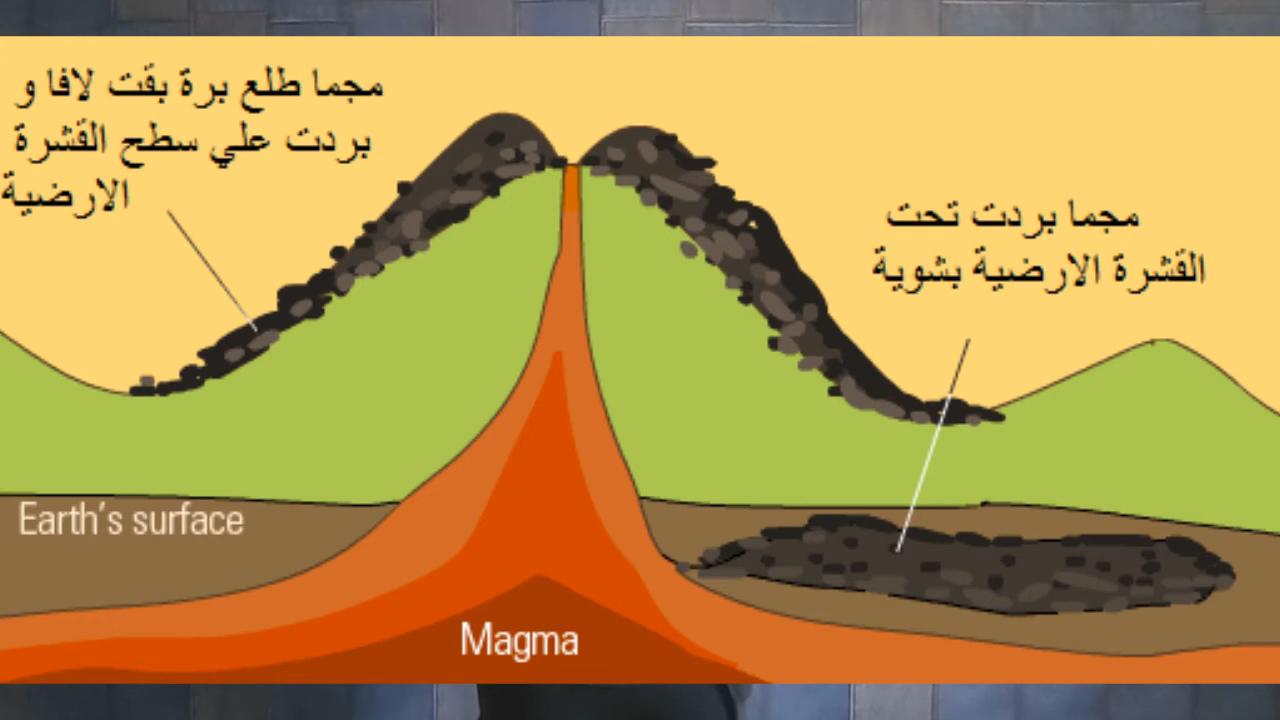 مجما طلع برة بقت لافا و
بردت علي سطح القشرة
الارضية
مجما بردت تحت
القشرة الارضية بشوية
Earth's surface
Magma